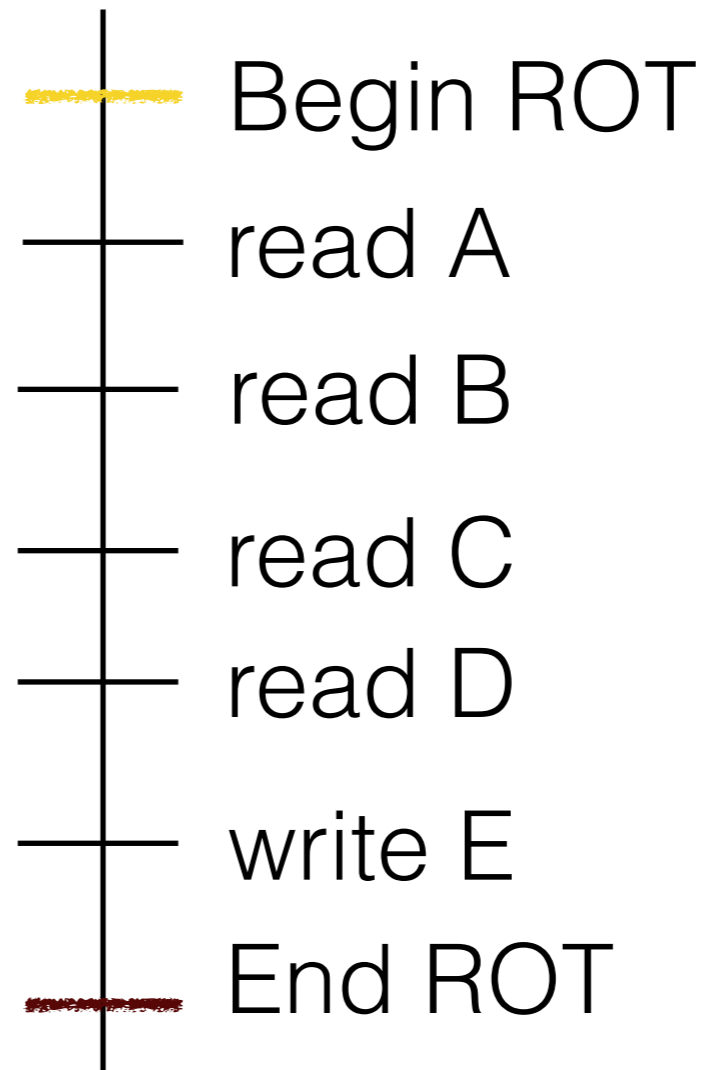 Begin ROT
read A
read B
read C
read D
write E
End ROT